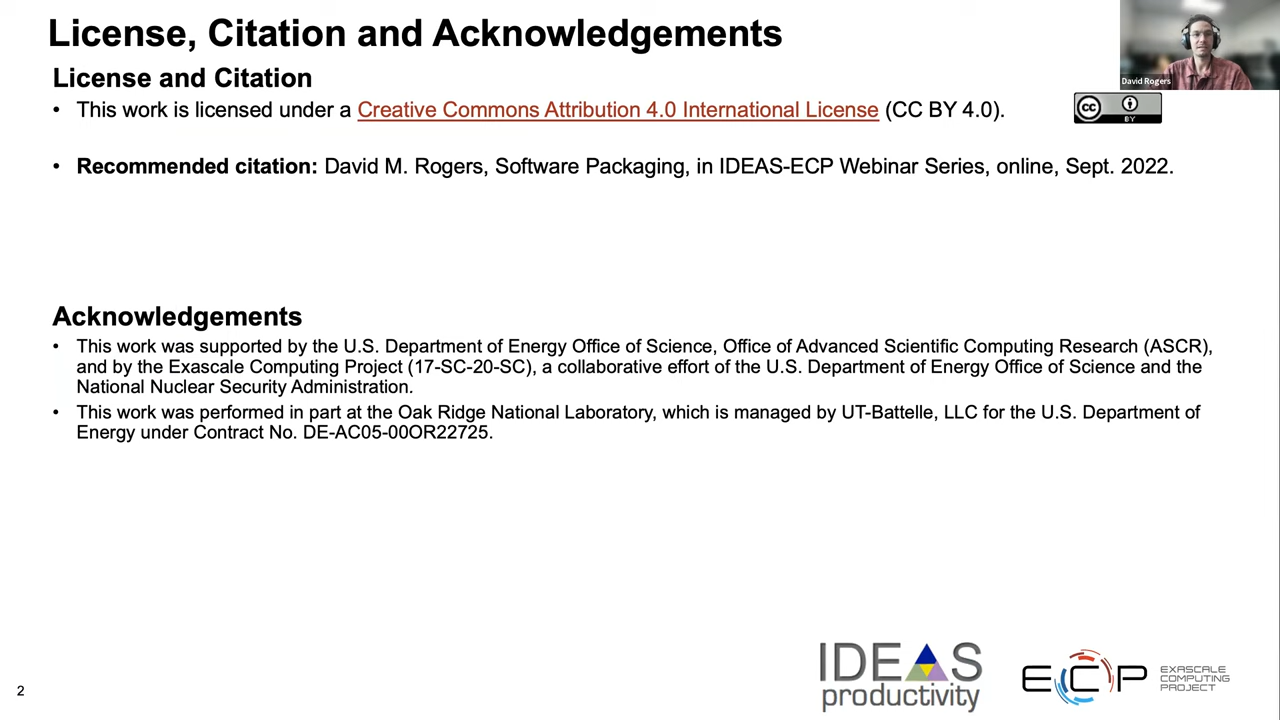 License, Citation and Acknowledgements
David Rogers
License and Citation
• This work is licensed under a Creative Commons Attribution 4.0 International License (CC BY 4.0).
cc BY
• Recommended citation: David M. Rogers, Software Packaging, in IDEAS-ECP Webinar Series, online, Sept. 2022.
Acknowledgements
• This work was supported by the U.S. Department of Energy Office of Science, Office of Advanced Scientific Computing Research (ASCR),
and by the Exascale Computing Project (17-SC-20-SC), a collaborative effort of the U.S. Department of Energy Office of Science and the
National Nuclear Security Administration.
• This work was performed in part at the Oak Ridge National Laboratory, which is managed by UT-Battelle, LLC for the U.S. Department of
Energy under Contract No. DE-AC05-00OR22725.
2
IDEAS
productivity
ECP
EXASCALE
COMPUTING
PROJECT